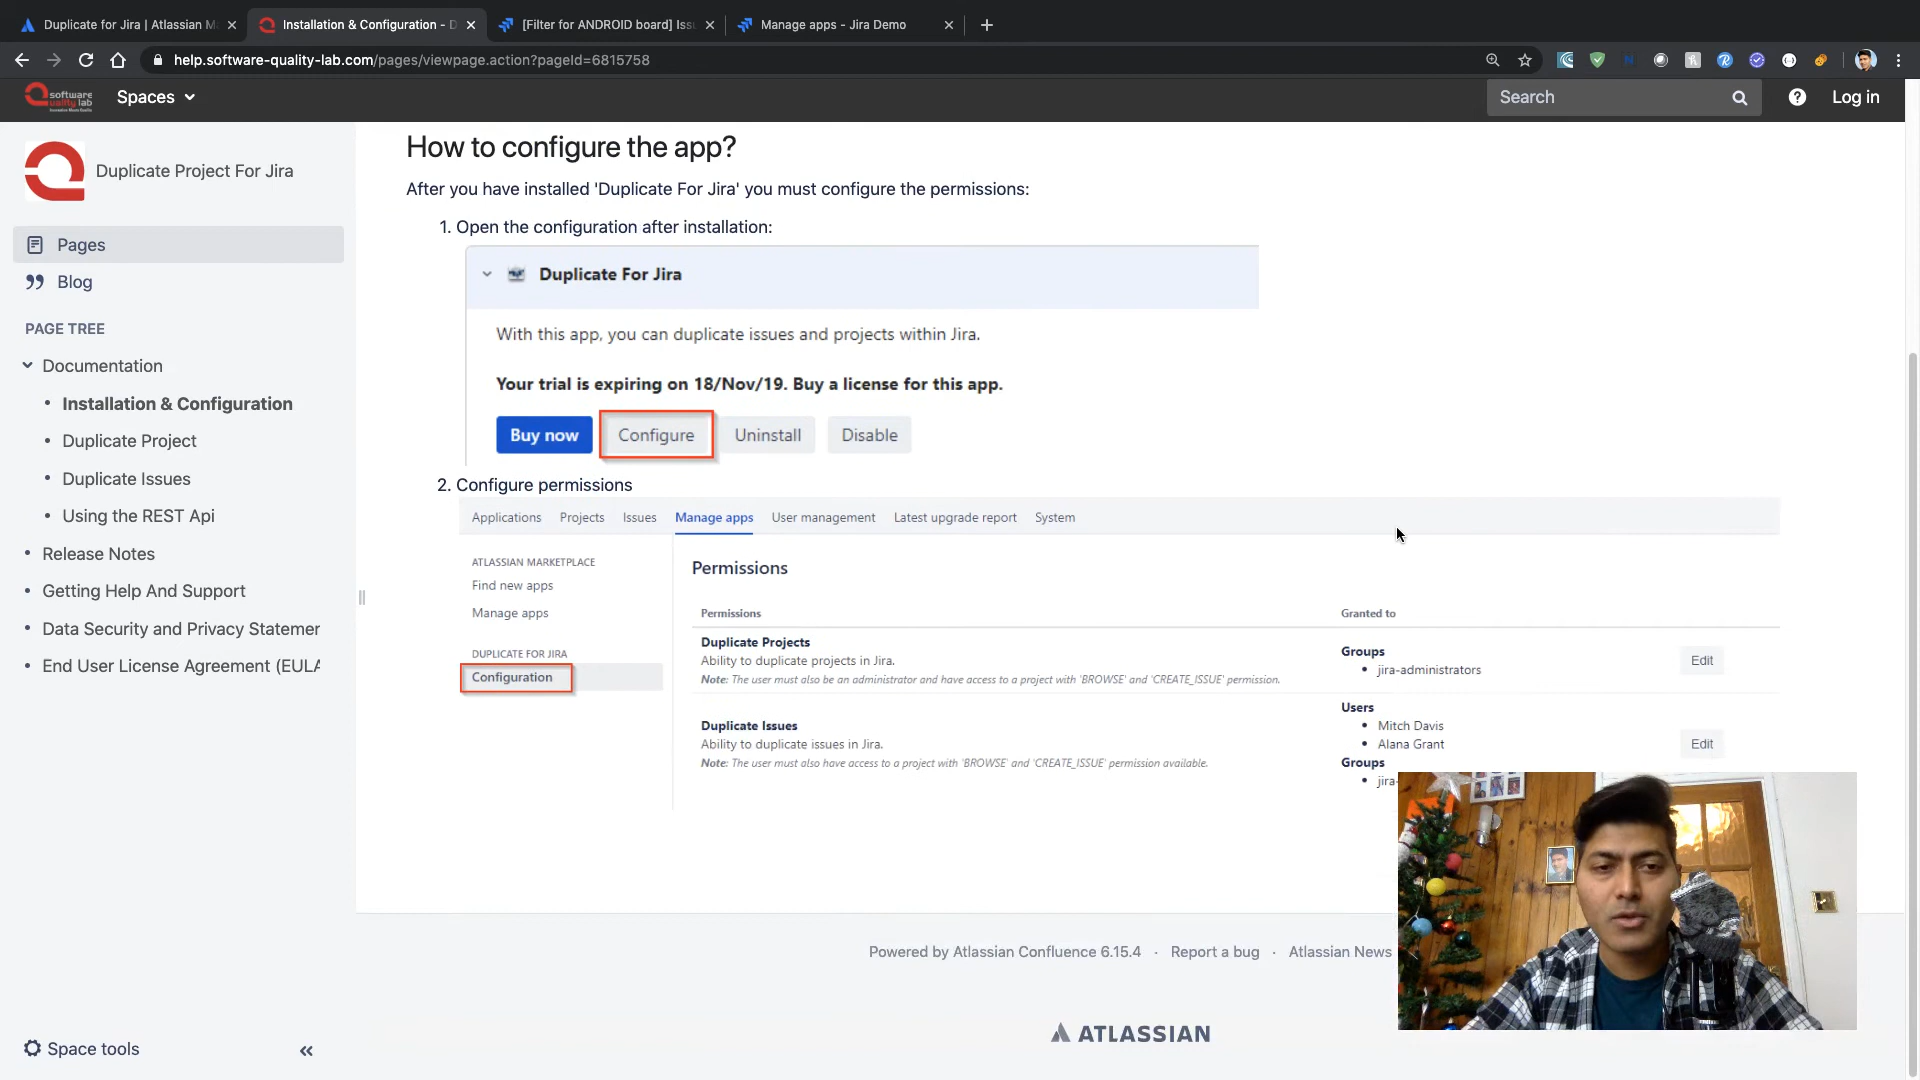 Duplicate for Jira | Atlassian M
Installation & Configuration - D
[Filter for ANDROID board] Iss
Manage apps - Jira Demo
help.software-quality-lab.com/pages/viewpage.action?pageId=6815758
software
quality lab
Spaces
Search
Log in
Duplicate Project For Jira
Pages
Blog
PAGE TREE
Documentation
• Installation & Configuration
• Duplicate Project
• Duplicate Issues
• Using the REST Api
• Release Notes
• Getting Help And Support
• Data Security and Privacy Statemer
• End User License Agreement (EULA
Space tools
How to configure the app?
After you have installed 'Duplicate For Jira' you must configure the permissions:
1. Open the configuration after installation:
Duplicate For Jira
With this app, you can duplicate issues and projects within Jira.
Your trial is expiring on 18/Nov/19. Buy a license for this app.
Buy now Configure Uninstall Disable
2. Configure permissions
Applications Projects Issues Manage apps User management Latest upgrade report System
ATLASSIAN MARKETPLACE
Find new apps
Manage apps
DUPLICATE FOR JIRA
Configuration
Permissions
Permissions Granted to
Duplicate Projects
Ability to duplicate projects in Jira.
Note: The user must also be an administrator and have access to a project with 'BROWSE' and 'CREATE_ISSUE' permission.
Groups
• jira-administrators
Edit
Duplicate Issues
Ability to duplicate issues in Jira.
Note: The user must also have access to a project with 'BROWSE' and 'CREATE_ISSUE' permission available.
Users
• Mitch Davis
• Alana Grant
Groups
• jira-
Edit
Powered by Atlassian Confluence 6.15.4 · Report a bug · Atlassian News
ATLASSIAN